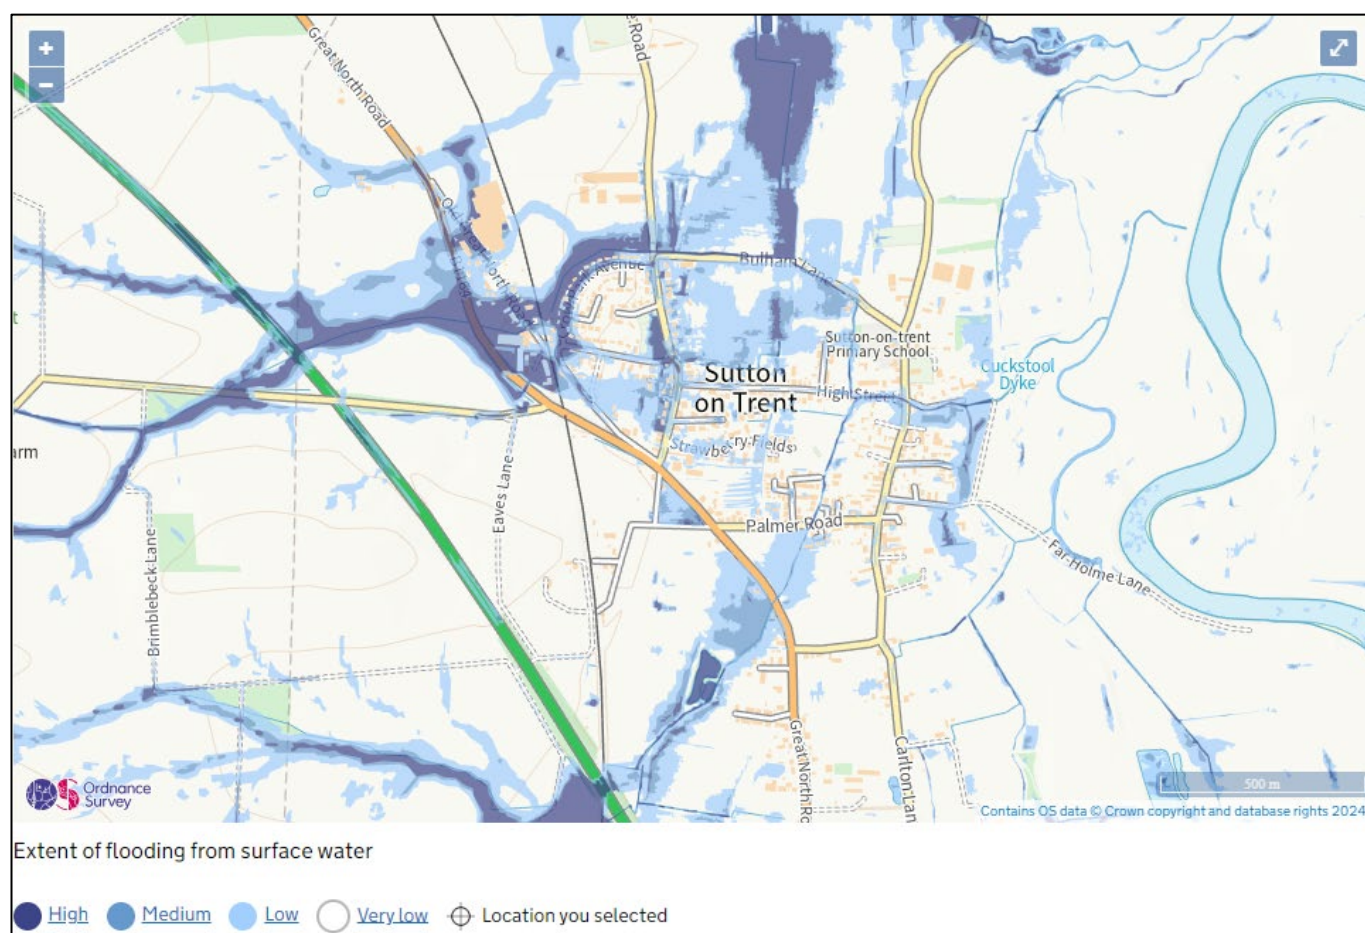 +
−
Great North Road
Road
Bulham Lane
Sutton-on-trent
Primary School
Cuckstool
Dyke
Sutton
on Trent
High Street
Strawberry Fields
arm
Eaves Lane
Palmer Road
Far Holme Lane
Brimblebeck Lane
Great North Ro
Carlton Lan
Ordnance
Survey
500 m
Contains OS data © Crown copyright and database rights 2024
Extent of flooding from surface water
High Medium Low Very low Location you selected